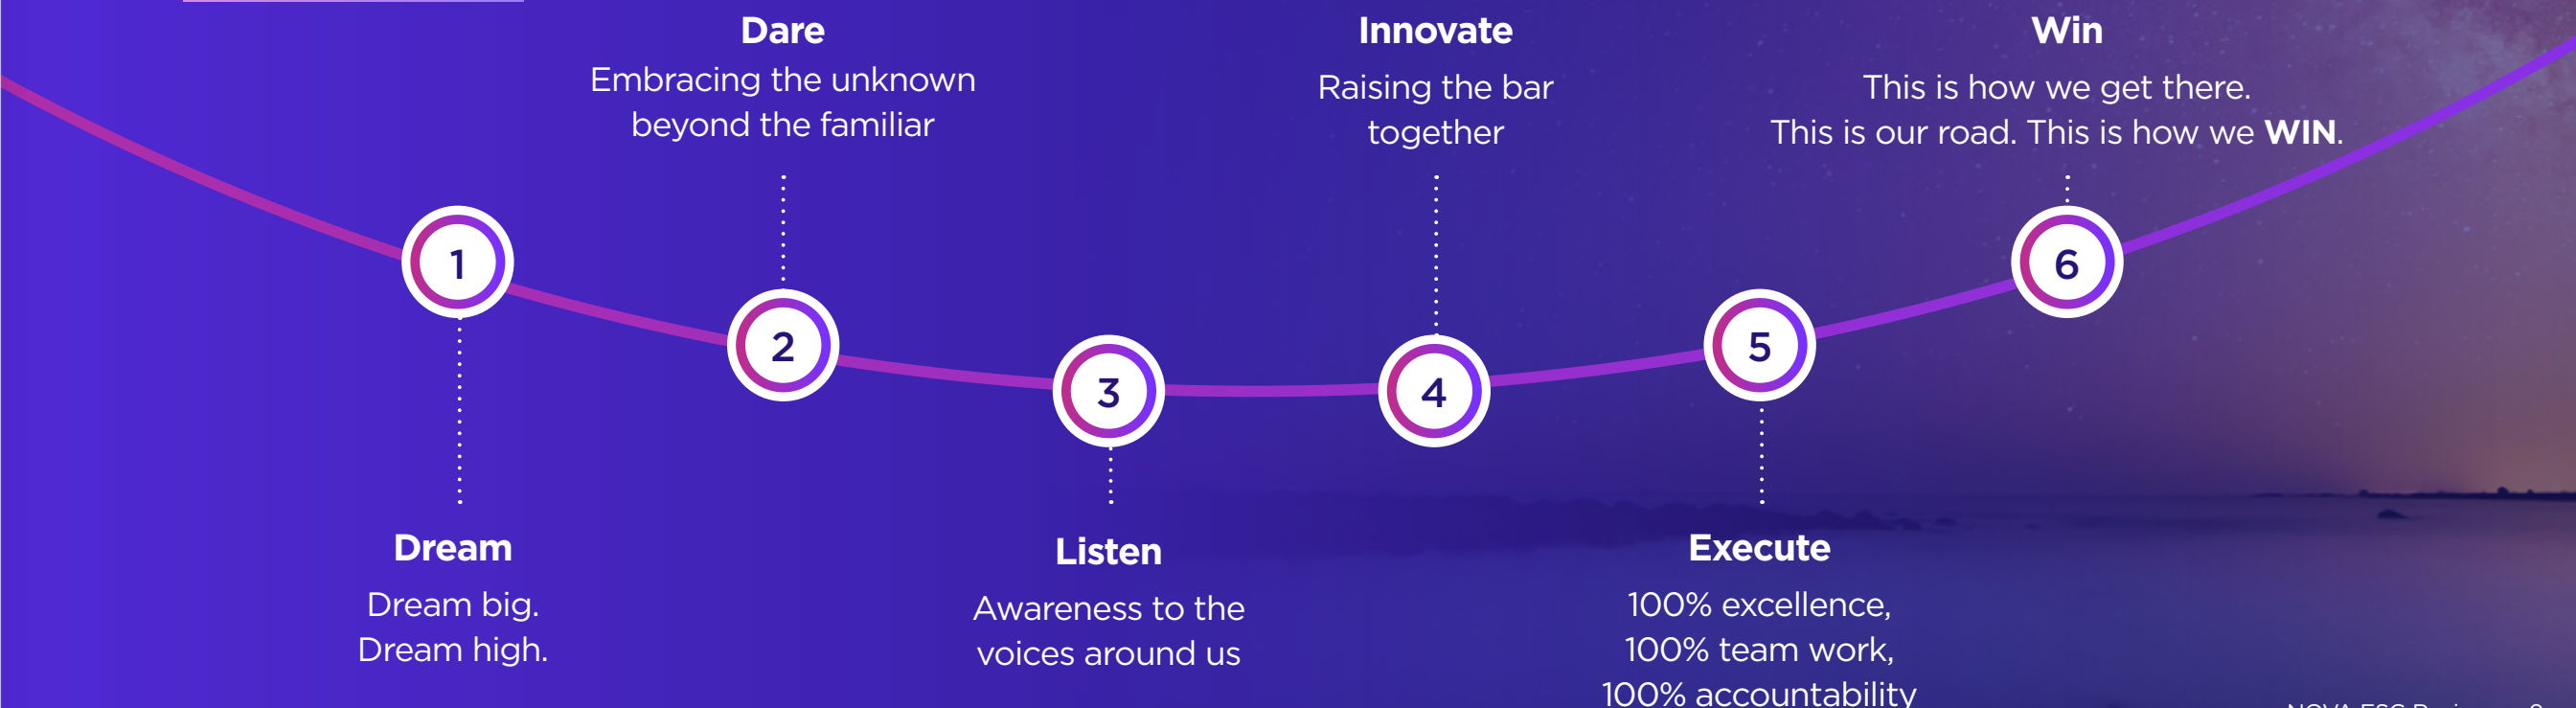 Dare
Embracing the unknown
beyond the familiar
Innovate
Raising the bar
together
Win
This is how we get there.
This is our road. This is how we WIN.
1
2
3
4
5
6
Dream
Dream big.
Dream high.
Listen
Awareness to the
voices around us
Execute
100% excellence,
100% team work,
100% accountability
NOVA ESG